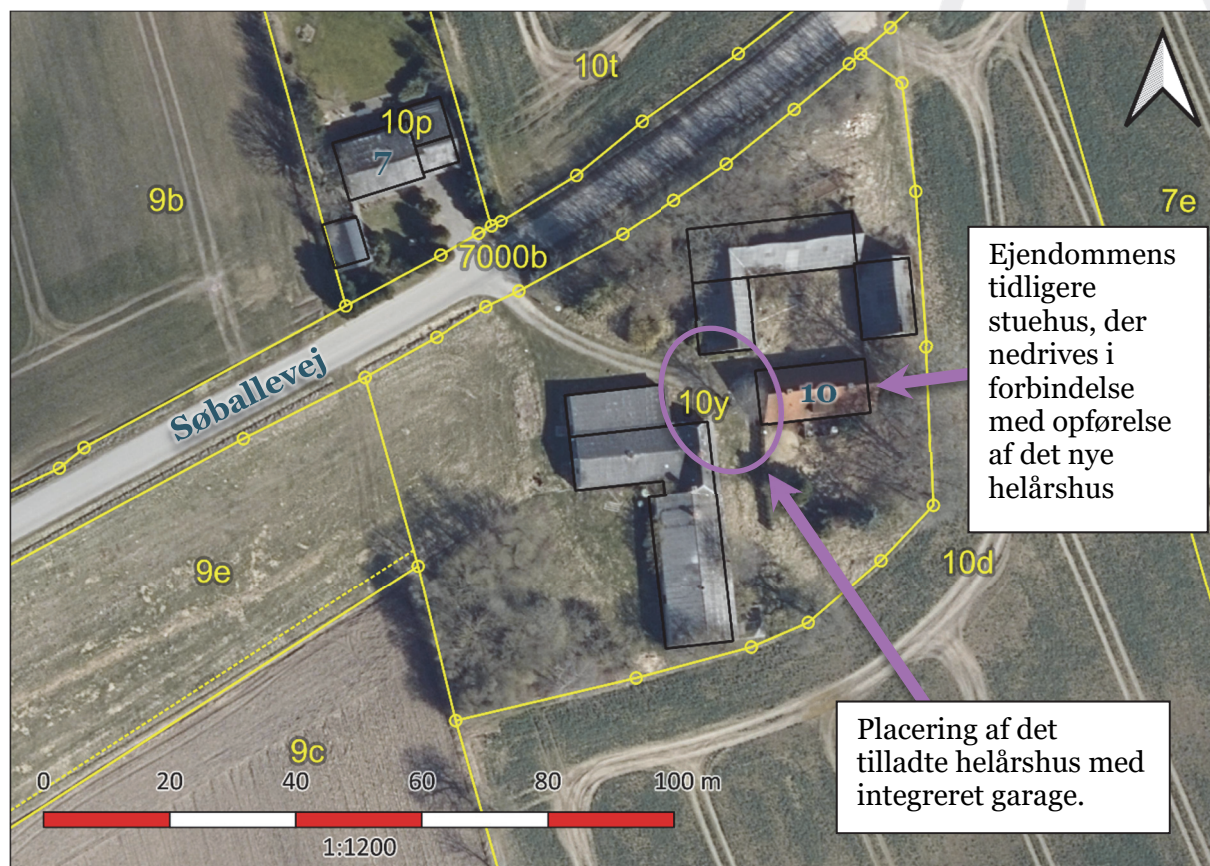 10t
10p
7
9b
7e
7000b
Ejendommens
tidligere
stuehus, der
nedrives i
forbindelse
med opførelse
af det nye
helårshus
Søballevej
10y
10
9e
10d
Placering af det
tilladte helårshus med
integreret garage.
9c
0 20 40 60 80 100 m
1:1200